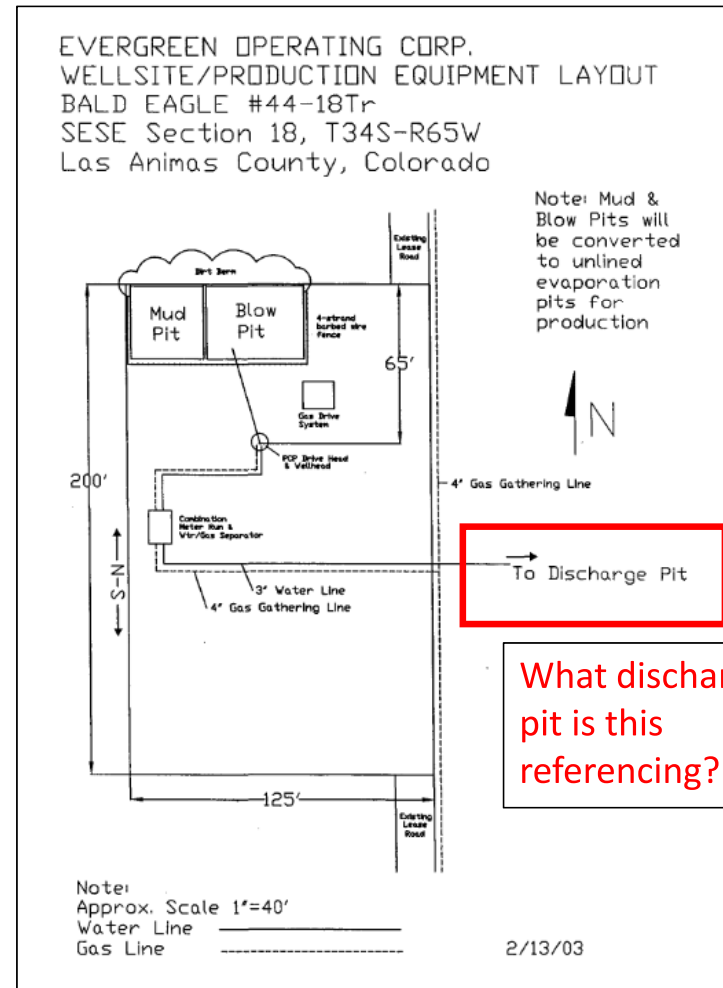 EVERGREEN OPERATING CORP.
WELLSITE/PRODUCTION EQUIPMENT LAYOUT
BALD EAGLE #44-18Tr
SESE Section 18, T34S-R65W
Las Animas County, Colorado
Note: Mud &
Blow Pits will
be converted
to unlined
evaporation
pits for
production
Existing
Lease
Road
Dirt Berm
Mud
Pit
Blow
Pit
4-strand
barbed wire
fence
65'
Gas Drive
System
N
PCP Drive Head
& Wellhead
200'
4" Gas Gathering Line
Combination
Meter Run &
Wtr/Gas Separator
To Discharge Pit
S-N
3" Water Line
4" Gas Gathering Line
What dischar
pit is this
referencing?
125'
Existing
Lease
Road
Note:
Approx. Scale 1"=40'
Water Line
Gas Line
2/13/03